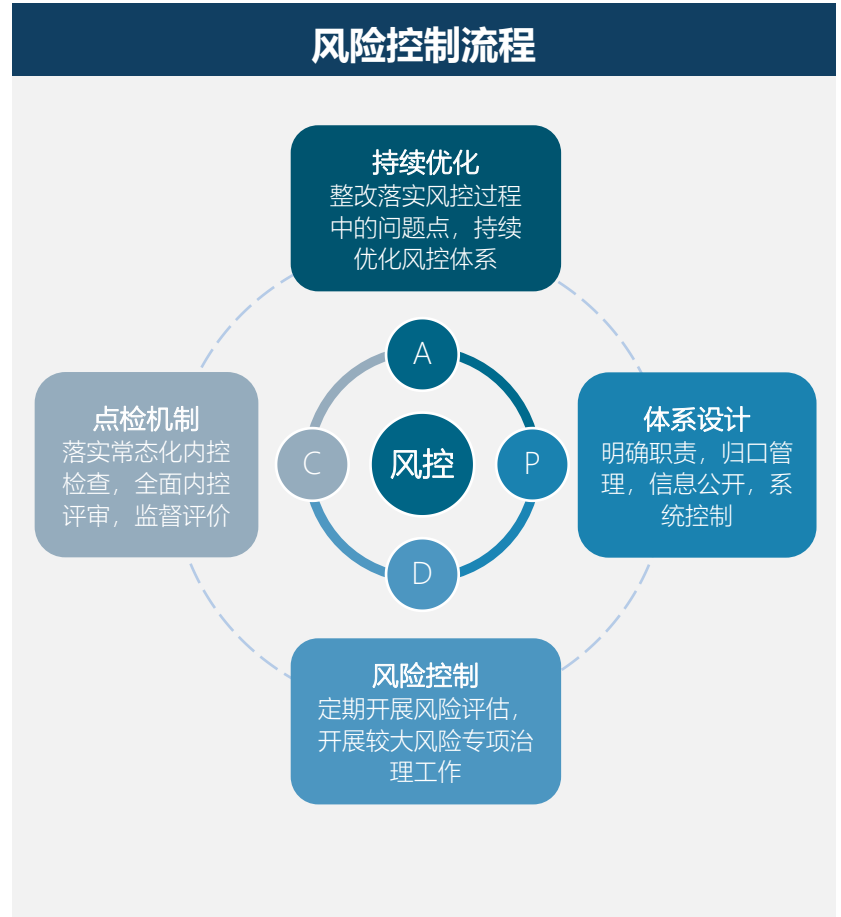 风险控制流程
持续优化
整改落实风控过程
中的问题点，持续
优化风控体系
A
点检机制
落实常态化内控
检查，全面内控
评审，监督评价
C
风控
P
体系设计
明确职责，归口管
理，信息公开，系
统控制
D
风险控制
定期开展风险评估，
开展较大风险专项治
理工作